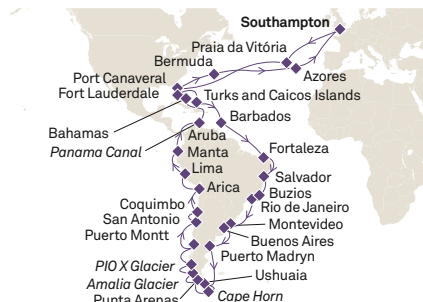 Southampton
Praia da Vitória
Bermuda
Port Canaveral
Azores
Fort Lauderdale
Turks and Caicos Islands
Bahamas
Barbados
Aruba
Panama Canal
Fortaleza
Manta
Lima
Salvador
Arica
Buzios
Coquimbo
Rio de Janeiro
San Antonio
Montevideo
Puerto Montt
Buenos Aires
Puerto Madryn
PIO X Glacier
Ushuaia
Amalia Glacier
Punta Arenas
Cape Horn